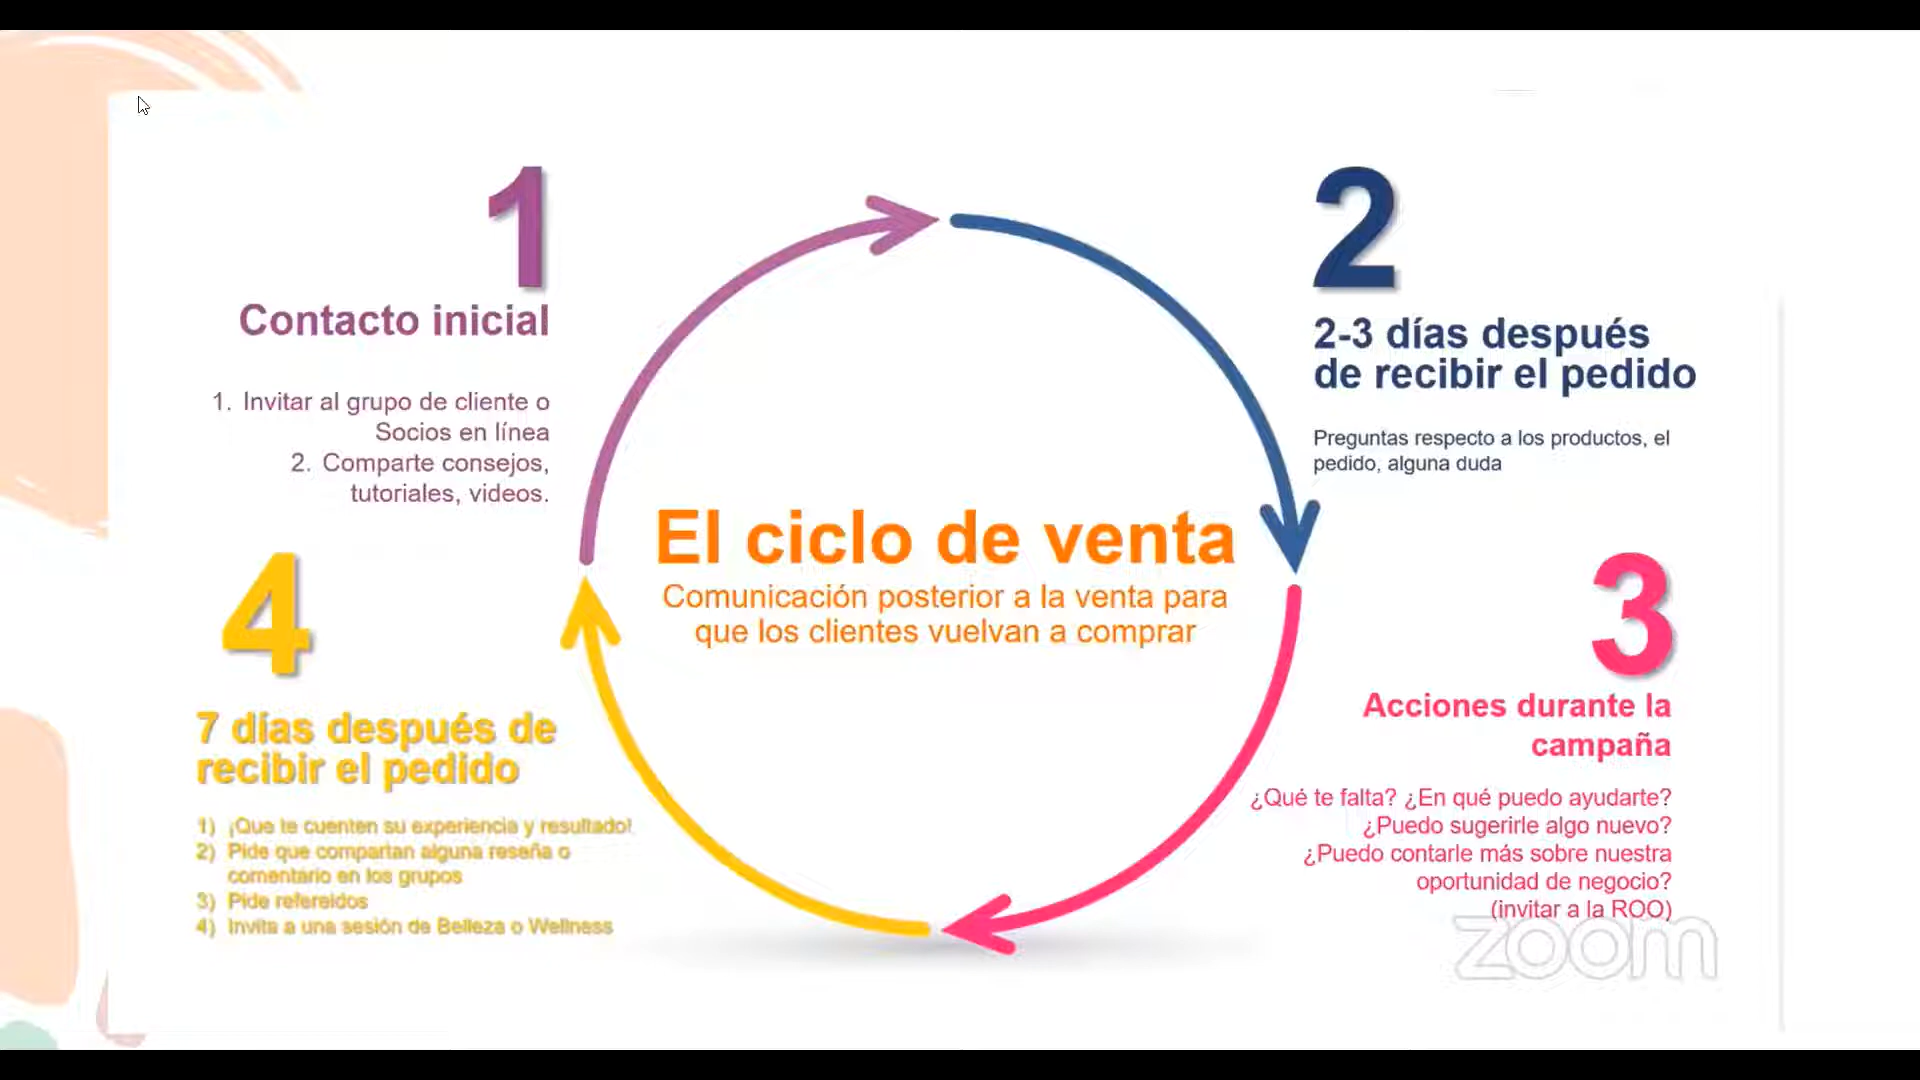 1
Contacto inicial
1. Invitar al grupo de cliente o
Socios en línea
2. Comparte consejos,
tutoriales, videos.
2
2-3 días después
de recibir el pedido
Preguntas respecto a los productos, el
pedido, alguna duda
El ciclo de venta
Comunicación posterior a la venta para
que los clientes vuelvan a comprar
3
Acciones durante la
campaña
¿Qué te falta? ¿En qué puedo ayudarte?
¿Puedo sugerirle algo nuevo?
¿Puedo contarle más sobre nuestra
oportunidad de negocio?
(invitar a la ROO)
4
7 días después de
recibir el pedido
1) ¡Que te cuenten su experiencia y resultado!
2) Pide que compartan alguna reseña o
comentario en los grupos
3) Pide refereidos
4) Invita a una sesión de Belleza o Wellness
zoom